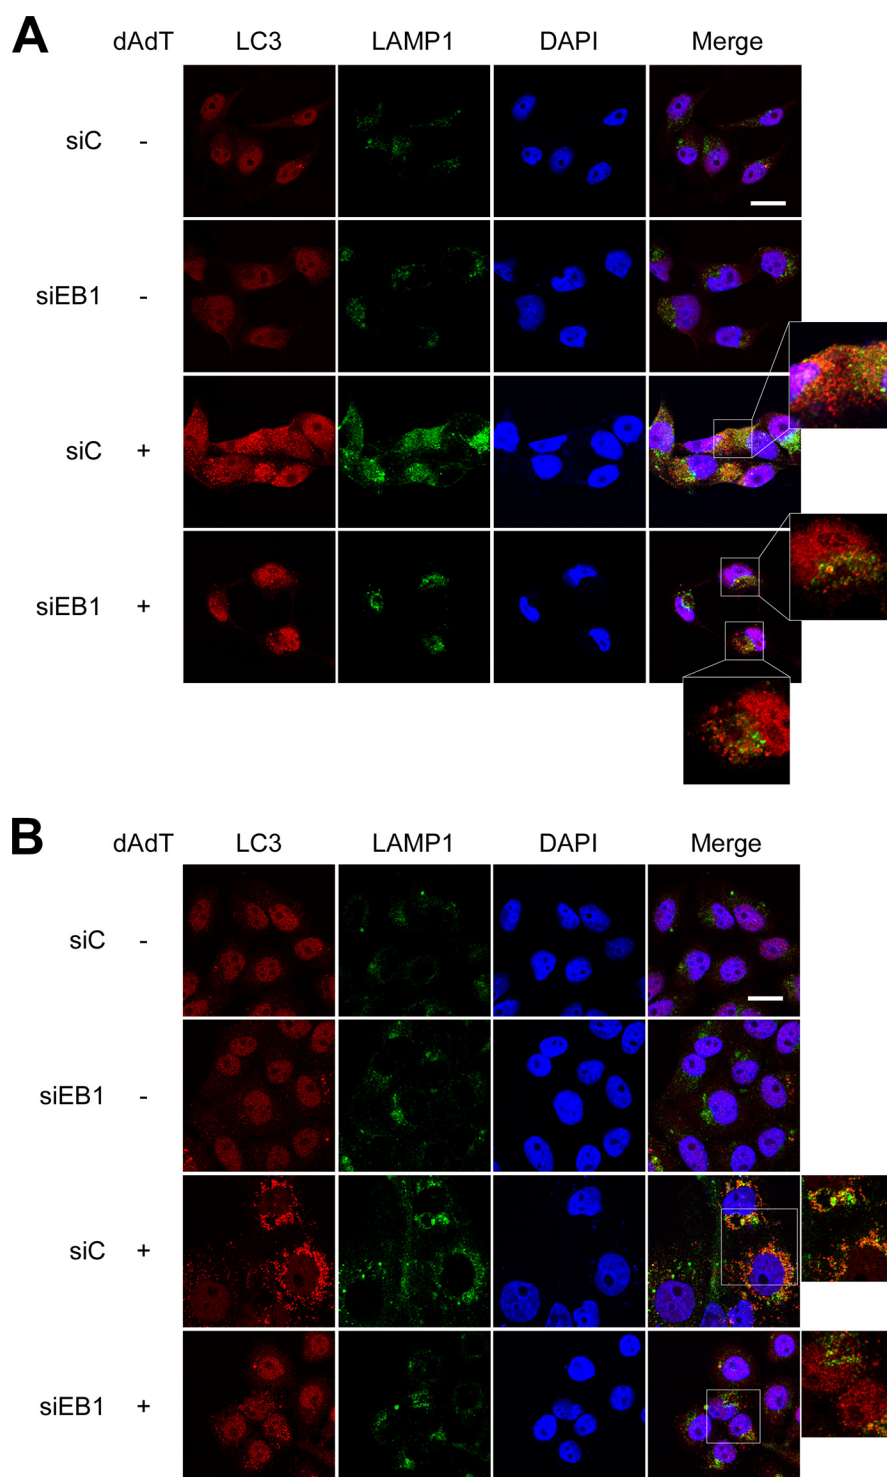 A
dAdT LC3 LAMP1 DAPI Merge
siC -
siEB1 -
siC +
siEB1 +
B
dAdT LC3 LAMP1 DAPI Merge
siC -
siEB1 -
siC +
siEB1 +